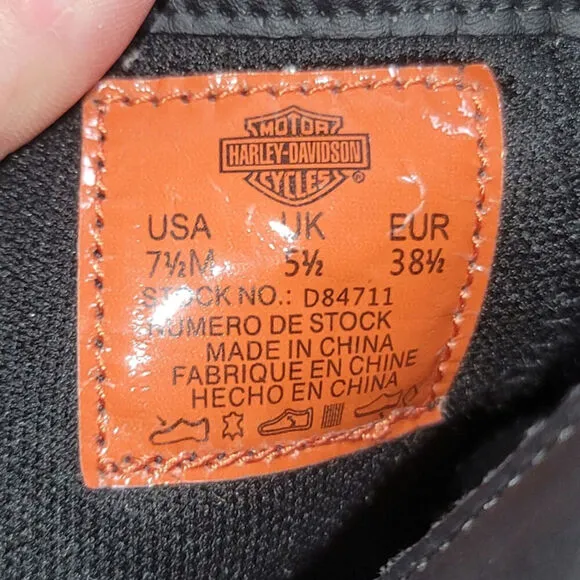 MOTOR
HARLEY-DAVIDSON
CYCLES ®
USA UK EUR
7½M 5½ 38½
STOCK NO.: D84711
NUMERO DE STOCK
MADE IN CHINA
FABRIQUE EN CHINE
HECHO EN CHINA